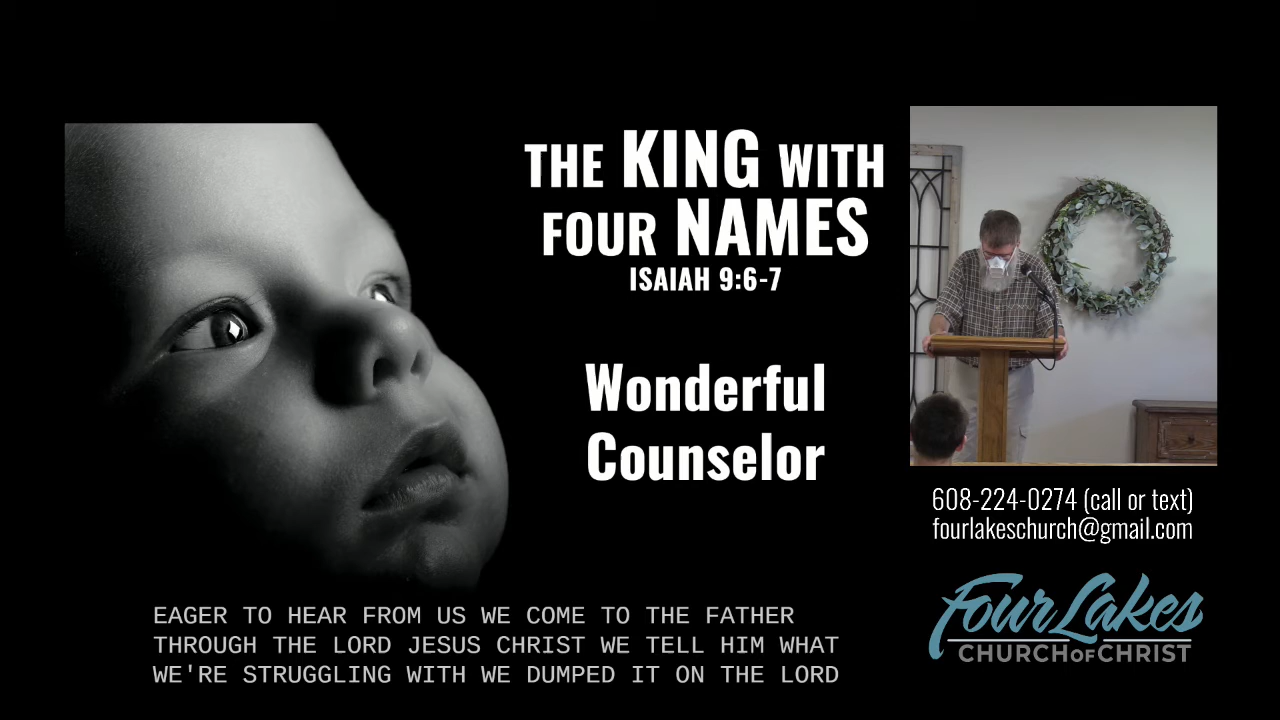 THE KING WITH
FOUR NAMES
ISAIAH 9:6-7
Wonderful
Counselor
608-224-0274 (call or text)
fourlakeschurch@gmail.com
Four Lakes
CHURCH OF CHRIST
EAGER TO HEAR FROM US WE COME TO THE FATHER
THROUGH THE LORD JESUS CHRIST WE TELL HIM WHAT
WE'RE STRUGGLING WITH WE DUMPED IT ON THE LORD